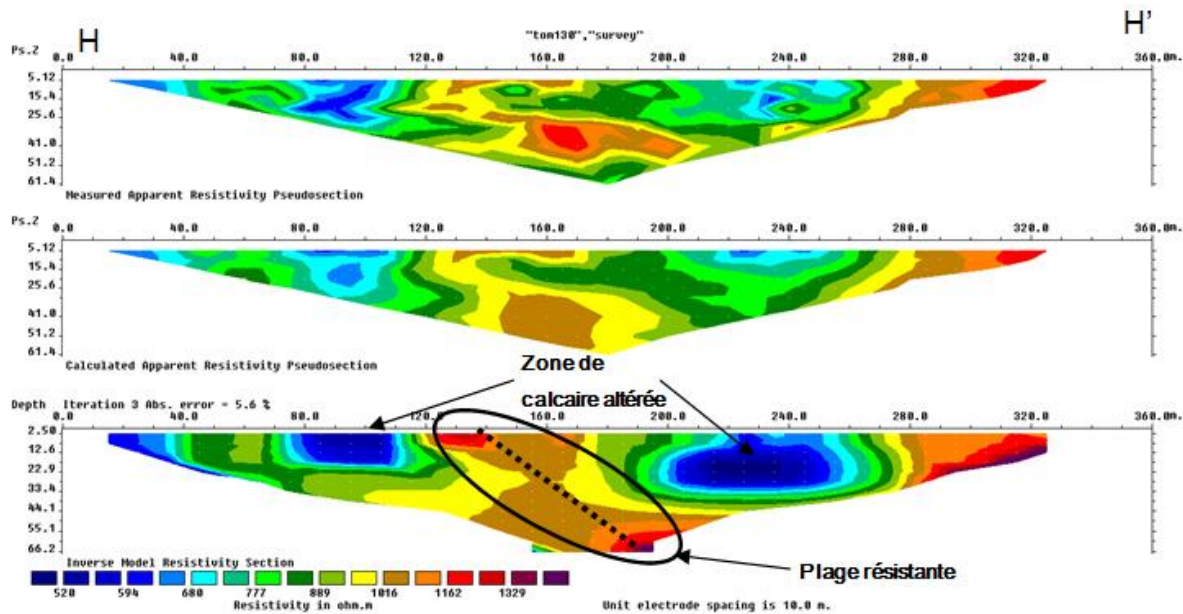 H H'
"tom130","survey"
Ps.Z 0.0 40.0 80.0 120.0 160.0 200.0 240.0 280.0 320.0 360.0m.
5.12
15.4
25.6
41.0
51.2
61.4
Measured Apparent Resistivity Pseudosection
Ps.Z 0.0 40.0 80.0 120.0 160.0 200.0 240.0 280.0 320.0 360.0m.
5.12
15.4
25.6
41.0
51.2
61.4
Calculated Apparent Resistivity Pseudosection
Zone de
calcaire altérée
Depth Iteration 3 Abs. error = 5.6 %
0.0 40.0 80.0 120.0 160.0 200.0 240.0 280.0 320.0 360.0m.
2.50
12.6
22.9
33.4
44.1
55.1
66.2
Inverse Model Resistivity Section
Plage résistante
520 594 680 777 889 1016 1162 1329
Resistivity in ohm.m Unit electrode spacing is 10.0 m.